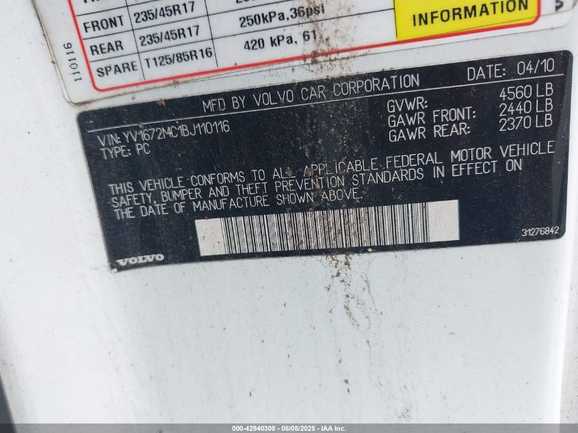 FRONT 235/45R17 250kPa,36psi
REAR 235/45R17
SPARE T125/85R16 420 kPa, 61
INFORMATION
110116
MFD BY VOLVO CAR CORPORATION DATE: 04/10
VIN: YV1672MC1BJ110116 GVWR: 4560 LB
TYPE: PC GAWR FRONT: 2440 LB
GAWR REAR: 2370 LB
THIS VEHICLE CONFORMS TO ALL APPLICABLE FEDERAL MOTOR VEHICLE
SAFETY, BUMPER AND THEFT PREVENTION STANDARDS IN EFFECT ON
THE DATE OF MANUFACTURE SHOWN ABOVE.
VOLVO
31276842
000-42940308 - 08/08/2025 - IAA Inc.